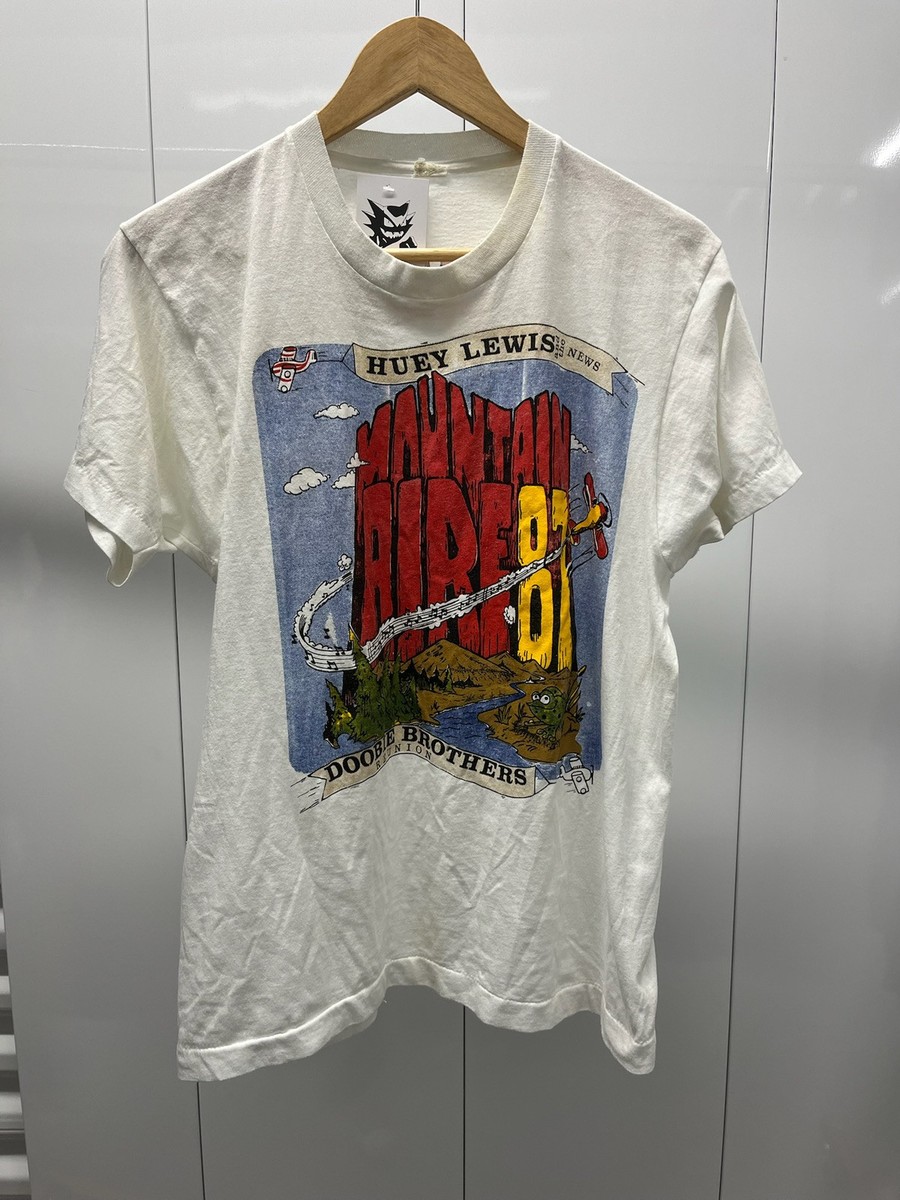 HUEY LEWIS and the NEWS
MOUNTAIN
AIRE 87
DOOBIE BROTHERS
REUNION